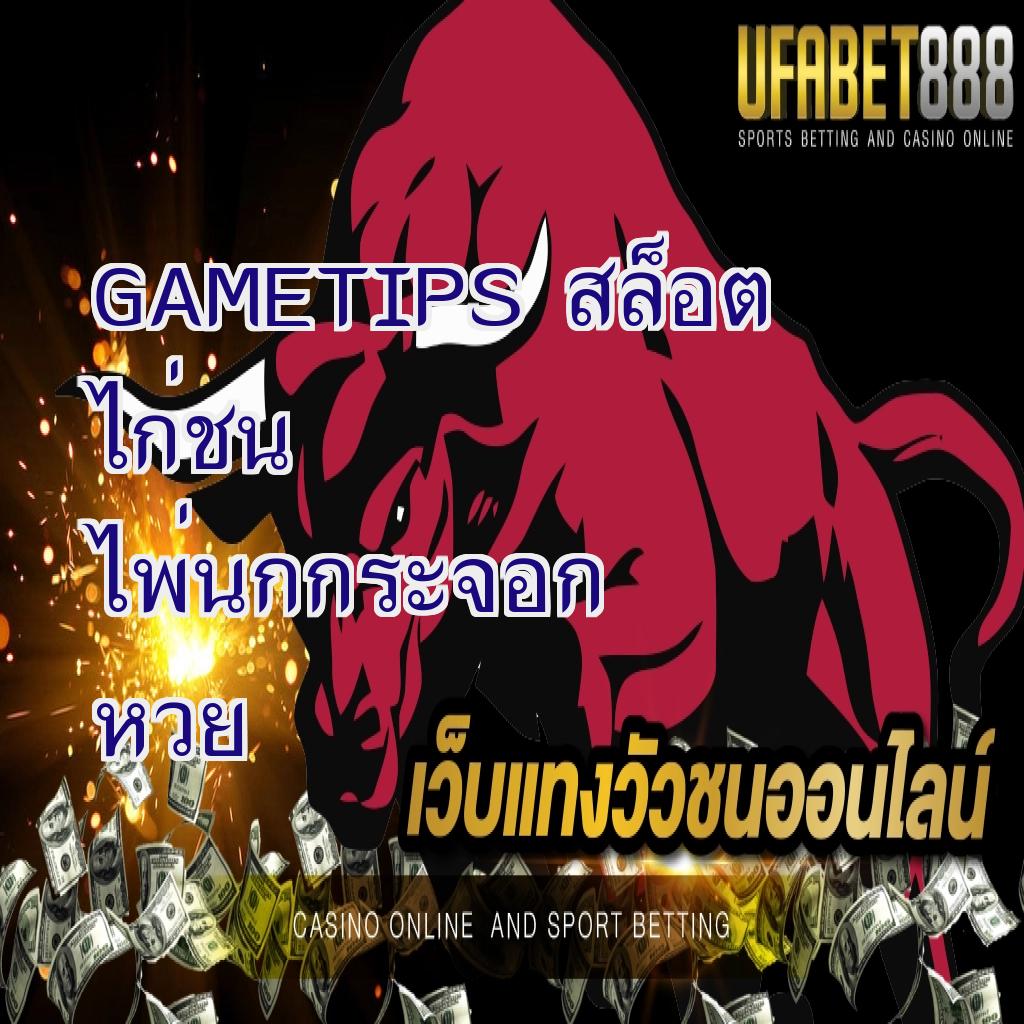 UFABET888
SPORTS BETTING AND CASINO ONLINE
GAMETIPS สล็อต
ไก่ชน
ไพ่นกกระจอก
หวย
เว็บแทงวัวชนออนไลน์
CASINO ONLINE AND SPORT BETTING